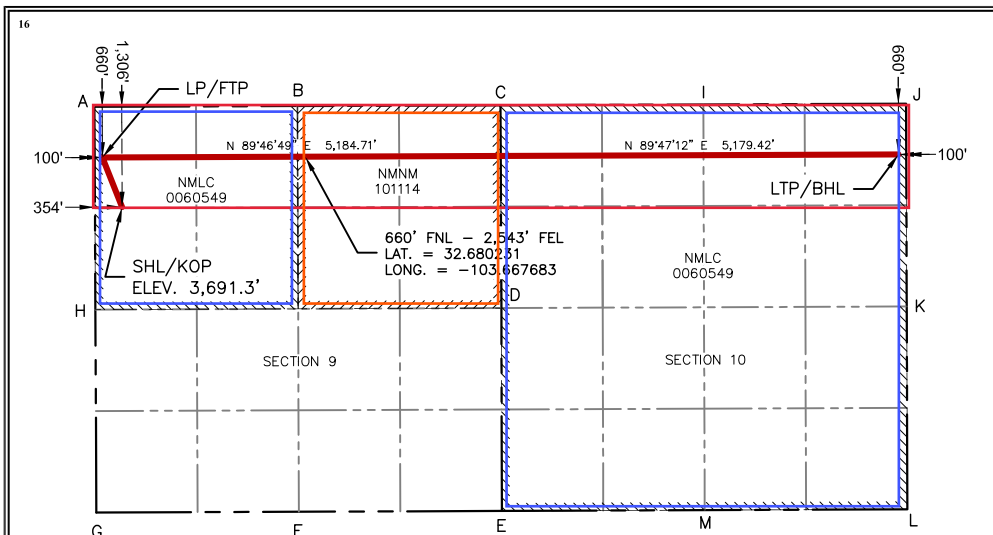 16
660'
1,306'
660'
A
B
C
I
J
LP/FTP
N 89°46'49" E 5,184.71'
N 89°47'12" E 5,179.42'
100'
100'
NMLC
0060549
NMNM
101114
LTP/BHL
354'
660' FNL – 2,543' FEL
LAT. = 32.680231
LONG. = -103.667683
SHL/KOP
ELEV. 3,691.3'
NMLC
0060549
H
D
K
SECTION 9
SECTION 10
G
F
E
M
L